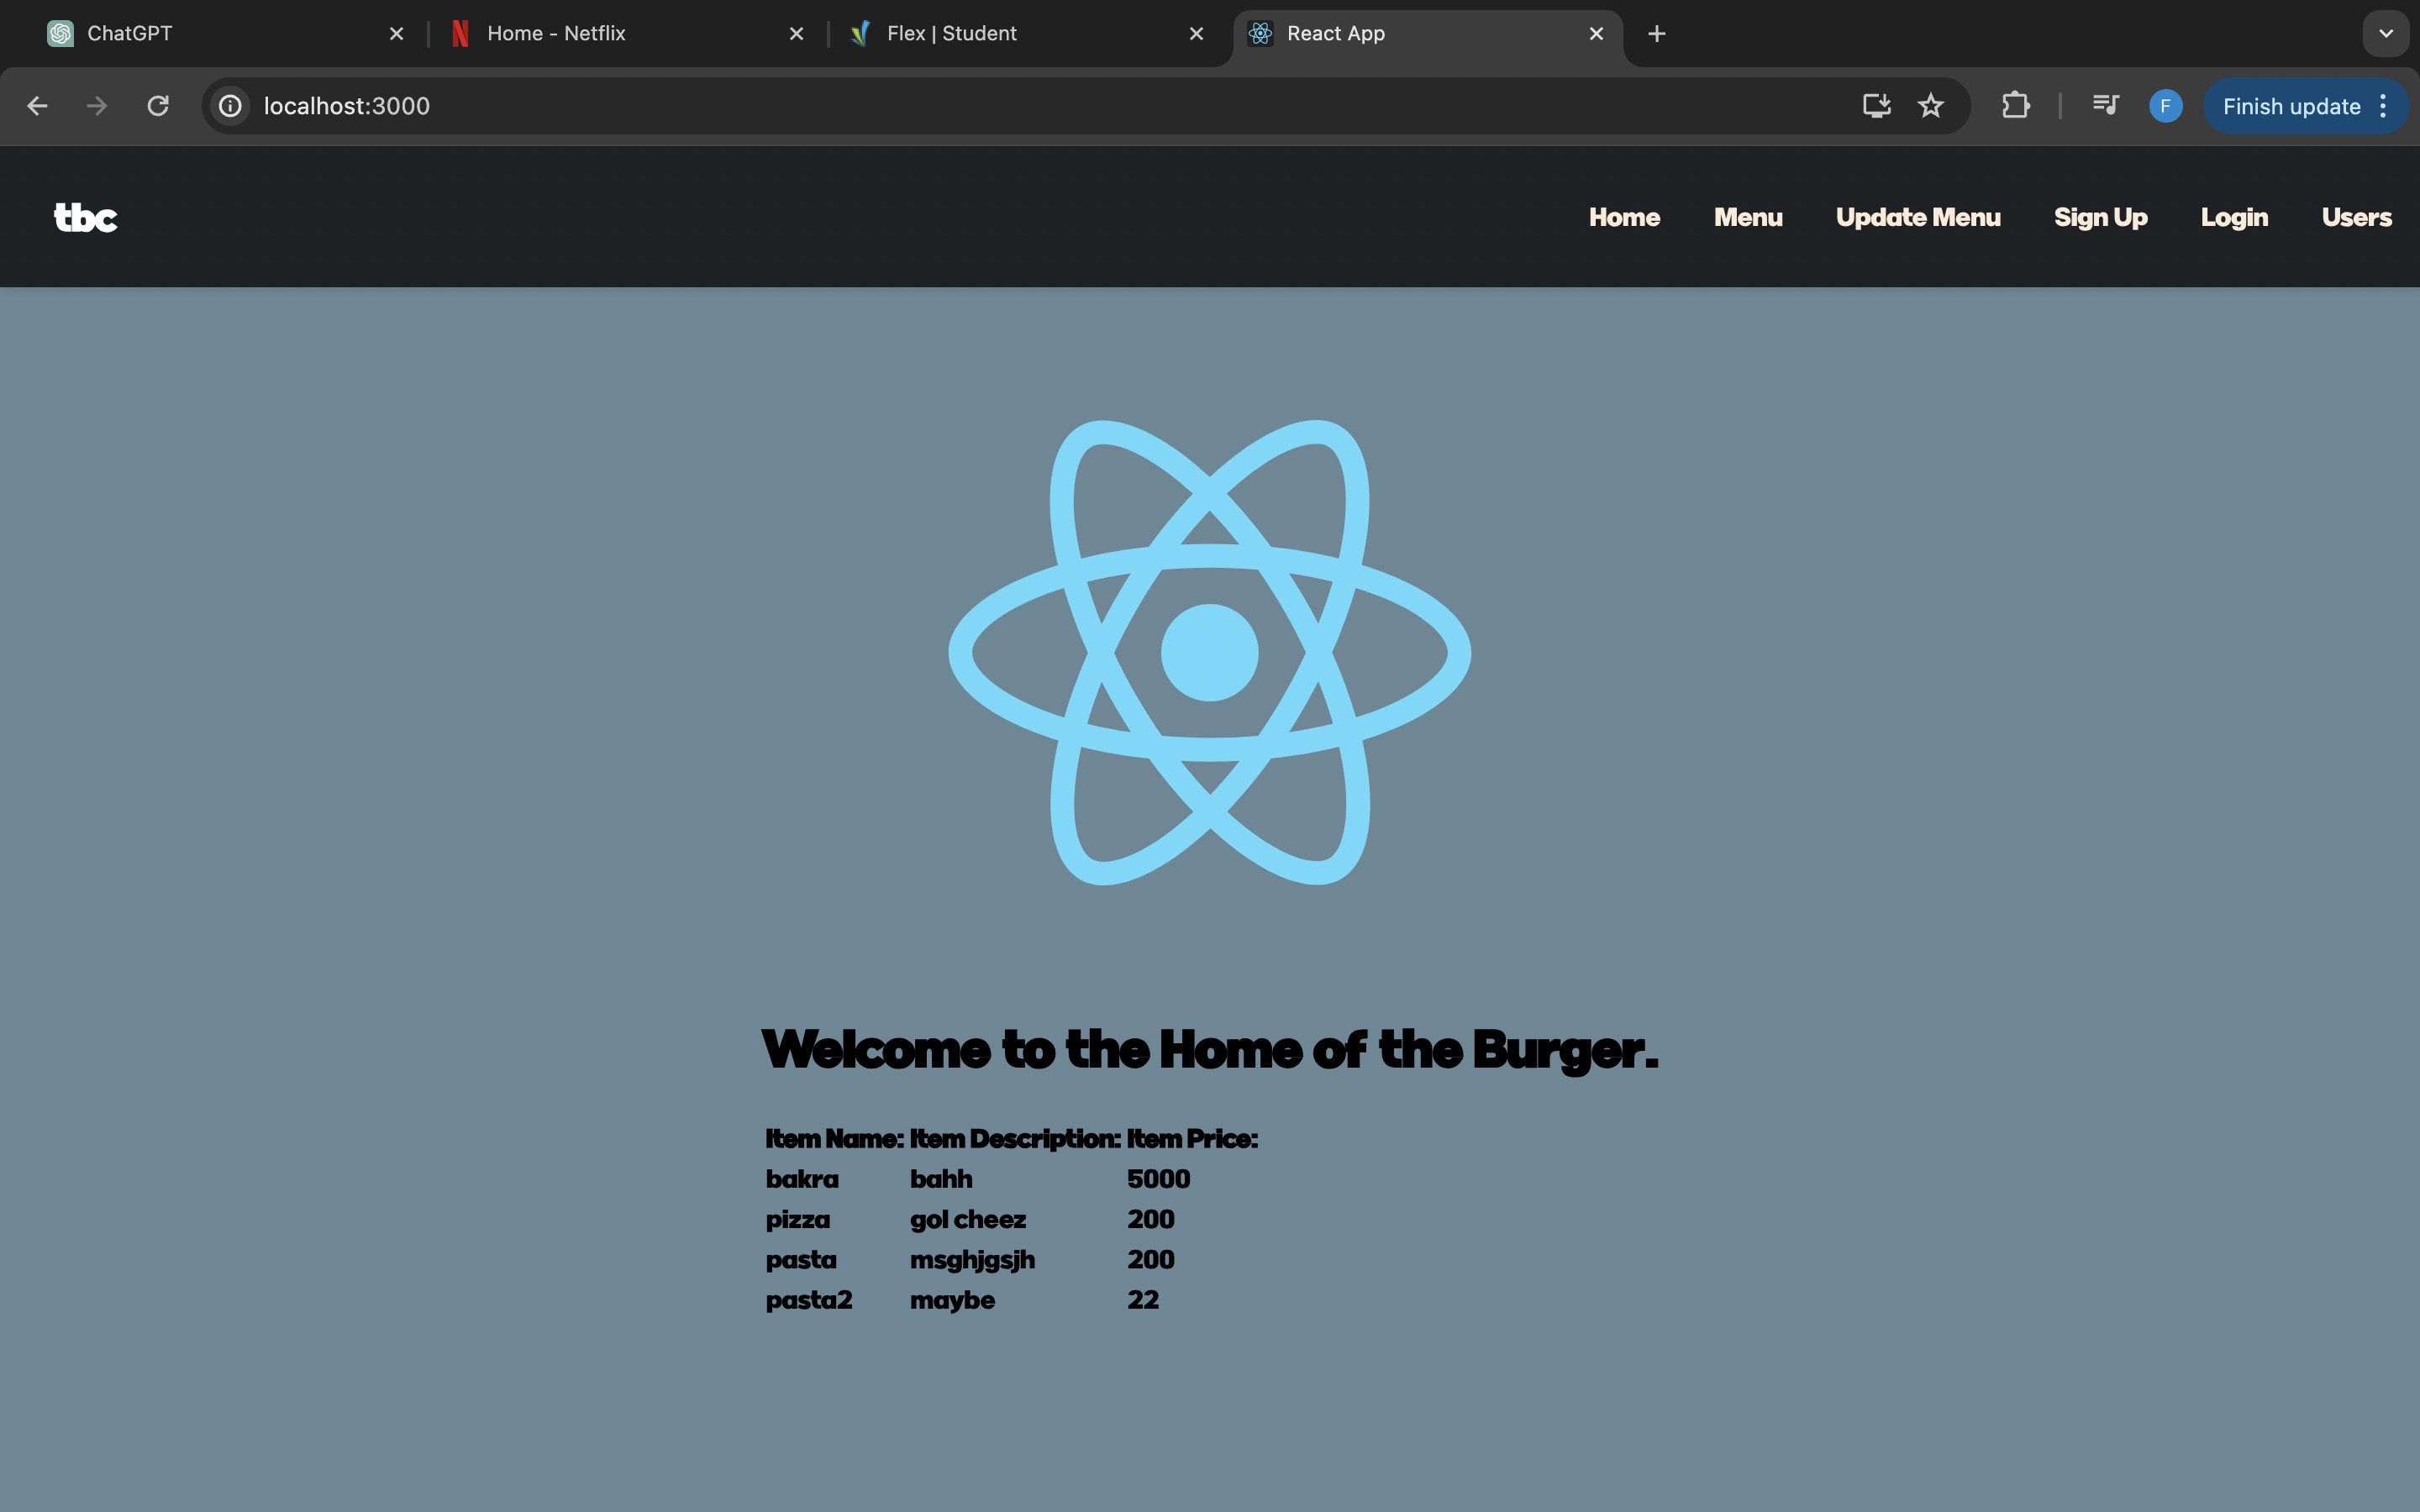 ChatGPT
Home - Netflix
Flex | Student
React App
localhost:3000
F
Finish update
tbc
Home Menu Update Menu Sign Up Login Users
Welcome to the Home of the Burger.
Item Name: Item Description: Item Price:
bakra bahh 5000
pizza gol cheez 200
pasta msghjgsjh 200
pasta2 maybe 22